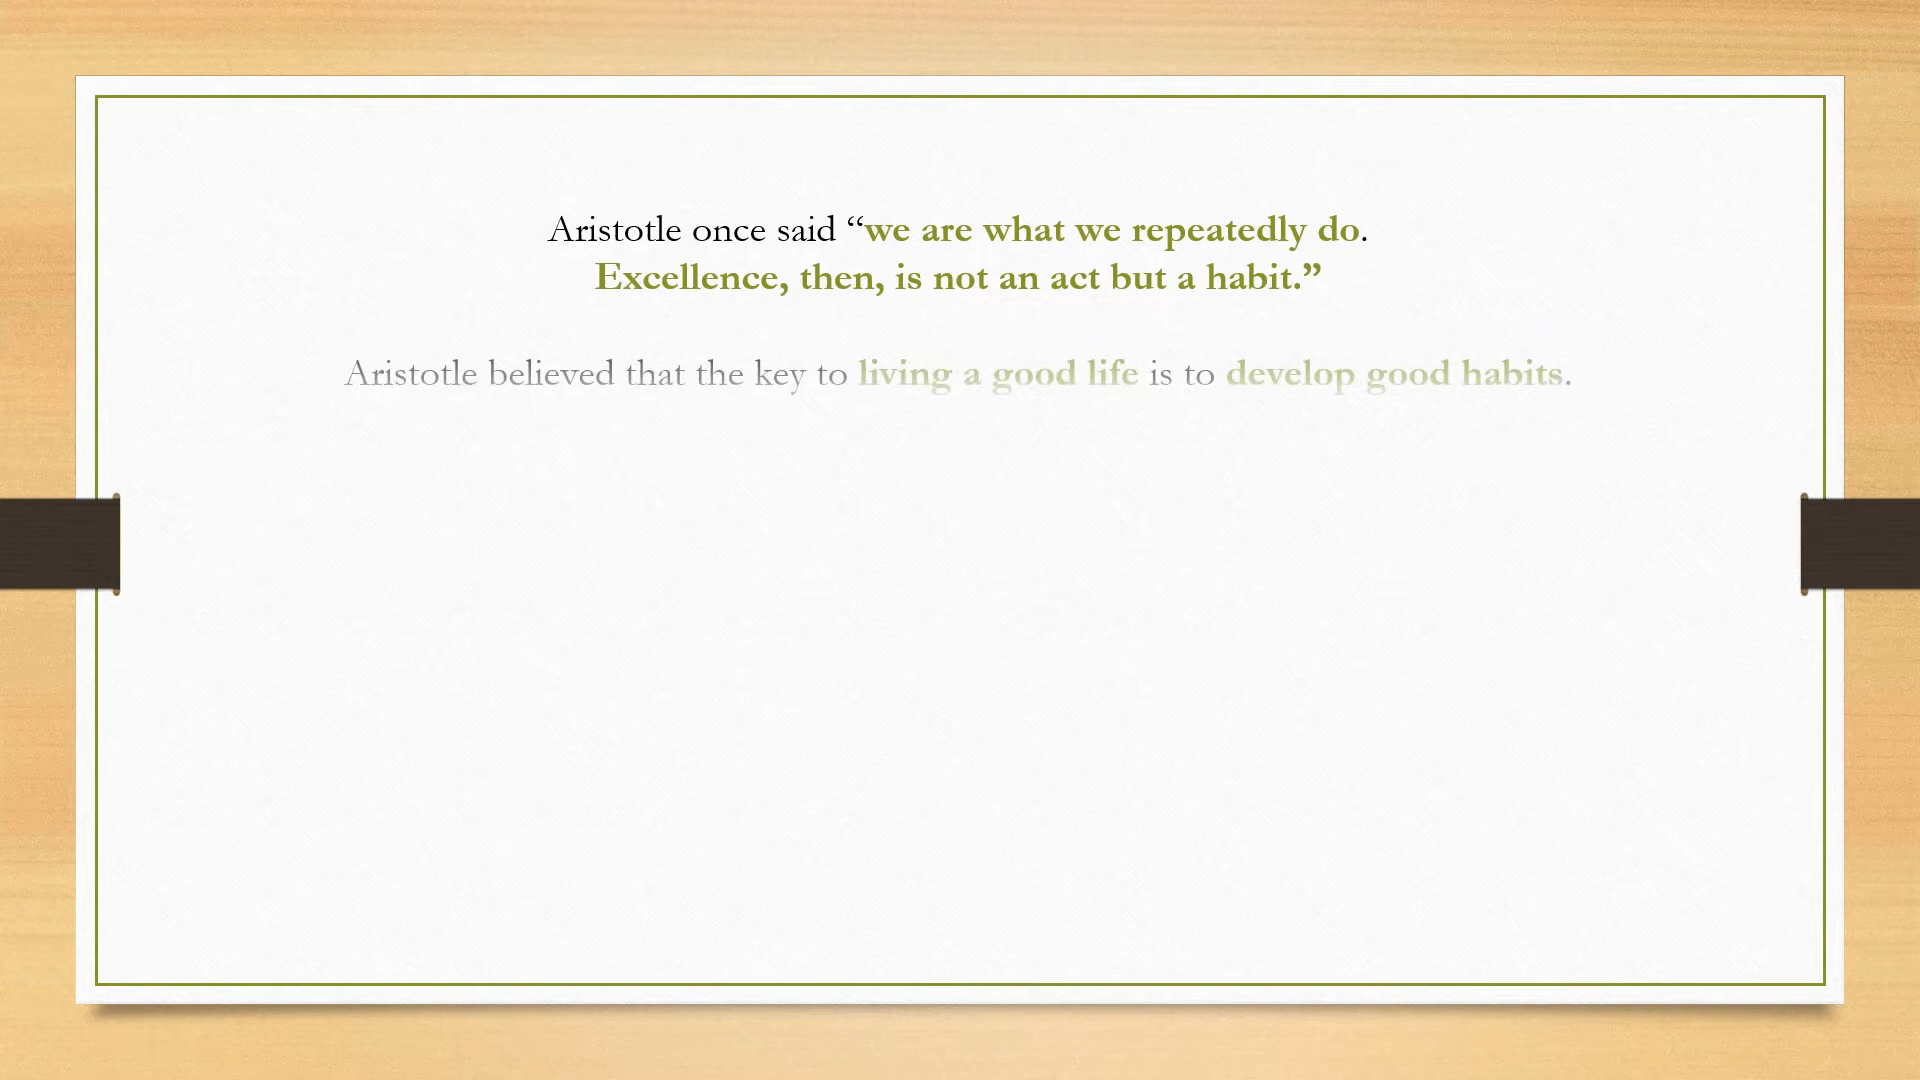 Aristotle once said “we are what we repeatedly do.
Excellence, then, is not an act but a habit.”
Aristotle believed that the key to living a good life is to develop good habits.